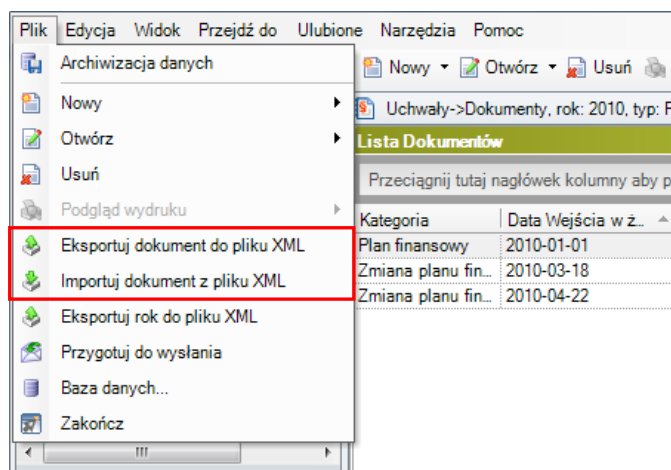 Plik Edycja Widok Przejdź do Ulubione Narzędzia Pomoc
Archiwizacja danych
Nowy
Otwórz
Usuń
Podgląd wydruku
Eksportuj dokument do pliku XML
Importuj dokument z pliku XML
Eksportuj rok do pliku XML
Przygotuj do wysłania
Baza danych...
Zakończ
Nowy Otwórz Usuń
Uchwały->Dokumenty, rok: 2010, typ:
Lista Dokumentów
Przeciągnij tutaj nagłówek kolumny aby p
Kategoria Data Wejścia w ż...
Plan finansowy 2010-01-01
Zmiana planu fin... 2010-03-18
Zmiana planu fin... 2010-04-22